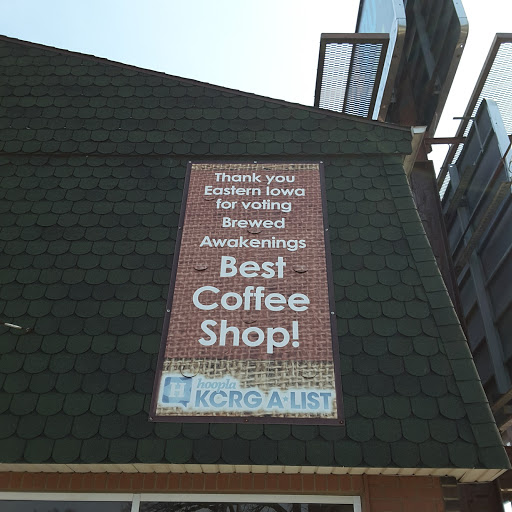 Thank you
Eastern Iowa
for voting
Brewed
Awakenings
Best
Coffee
Shop!
H hoopla
KCRG A-LIST